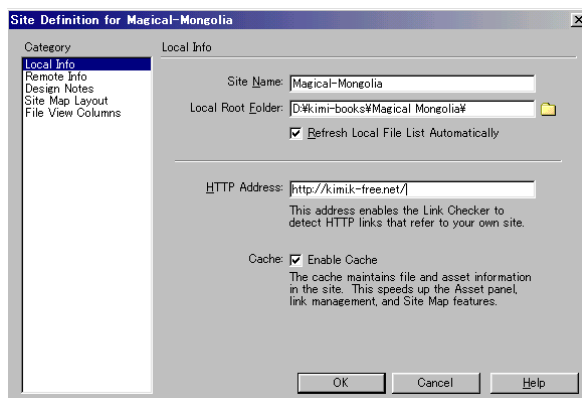 Site Definition for Magical-Mongolia
Category
Local Info
Remote Info
Design Notes
Site Map Layout
File View Columns
Local Info
Site Name: Magical-Mongolia
Local Root Folder: D:¥kimi-books¥Magical Mongolia¥
Refresh Local File List Automatically
HTTP Address: http://kimi.k-free.net/
This address enables the Link Checker to
detect HTTP links that refer to your own site.
Cache: Enable Cache
The cache maintains file and asset information
in the site. This speeds up the Asset panel,
link management, and Site Map features.
OK Cancel Help